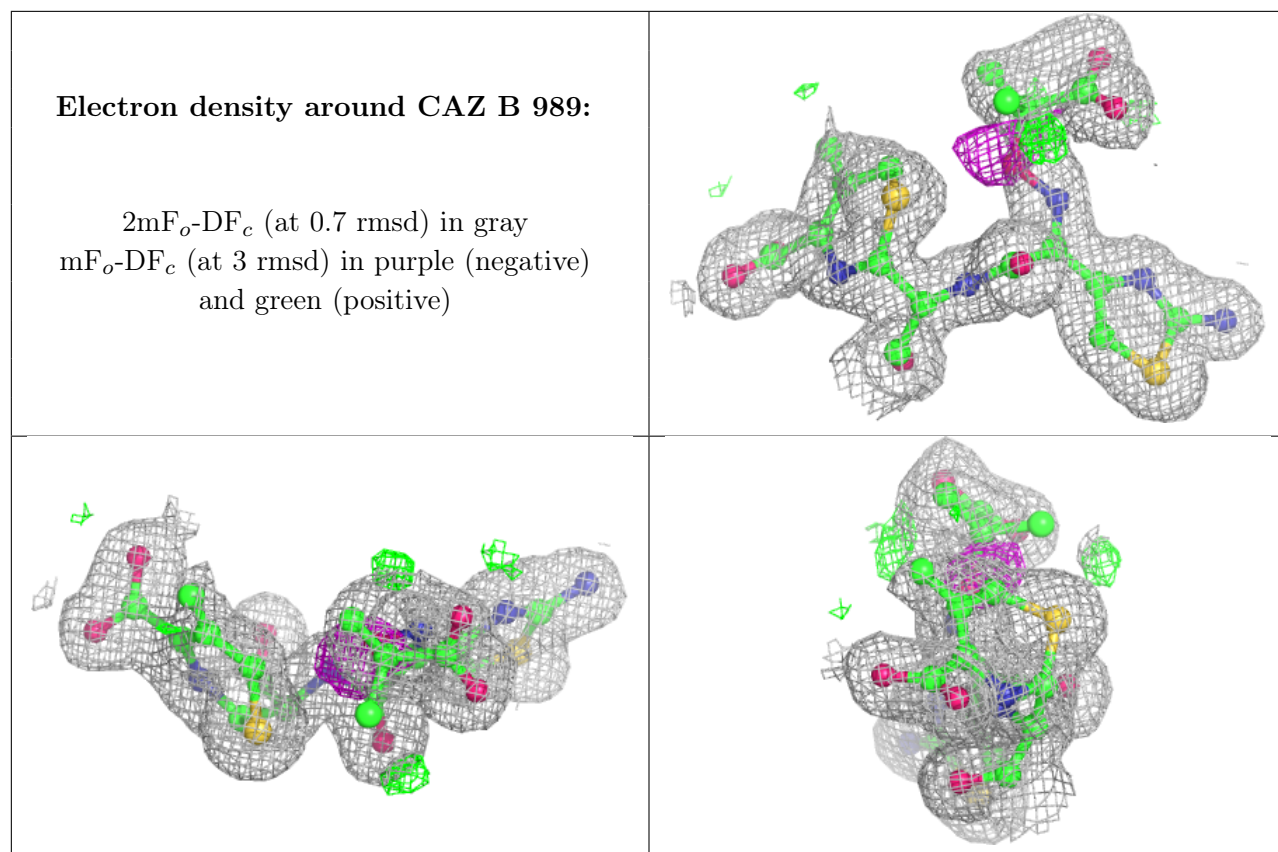 Electron density around CAZ B 989:
2mFₒ-DF𝒸 (at 0.7 rmsd) in gray
mFₒ-DF𝒸 (at 3 rmsd) in purple (negative)
and green (positive)